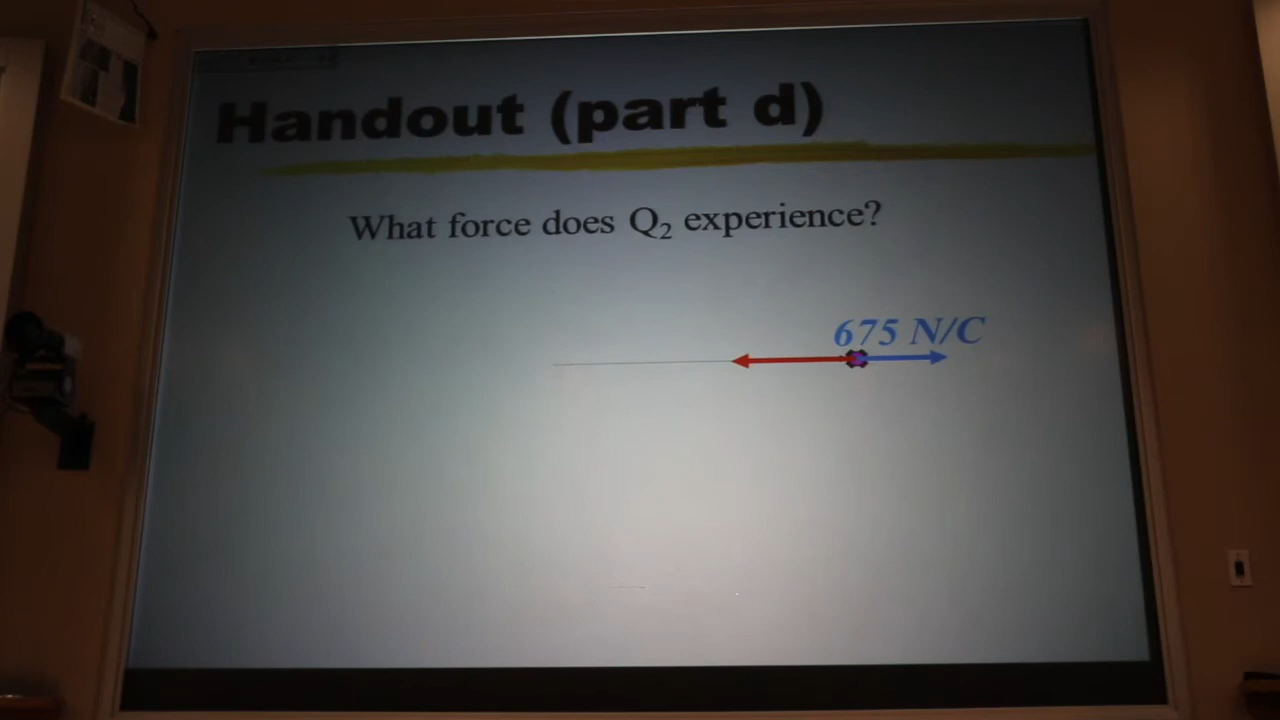 Handout (part d)
What force does Q₂ experience?
675 N/C